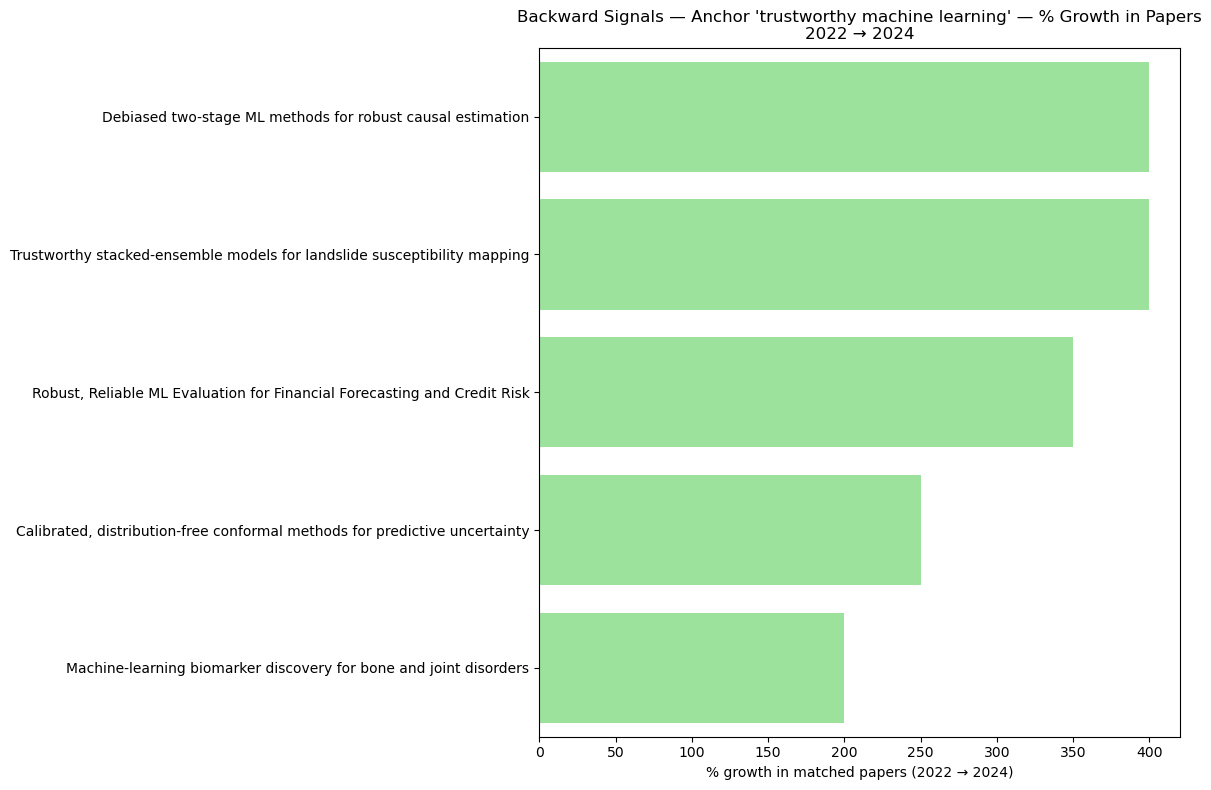 Backward Signals — Anchor 'trustworthy machine learning' — % Growth in Papers
2022 → 2024
Debiased two-stage ML methods for robust causal estimation
Trustworthy stacked-ensemble models for landslide susceptibility mapping
Robust, Reliable ML Evaluation for Financial Forecasting and Credit Risk
Calibrated, distribution-free conformal methods for predictive uncertainty
Machine-learning biomarker discovery for bone and joint disorders
0 50 100 150 200 250 300 350 400
% growth in matched papers (2022 → 2024)